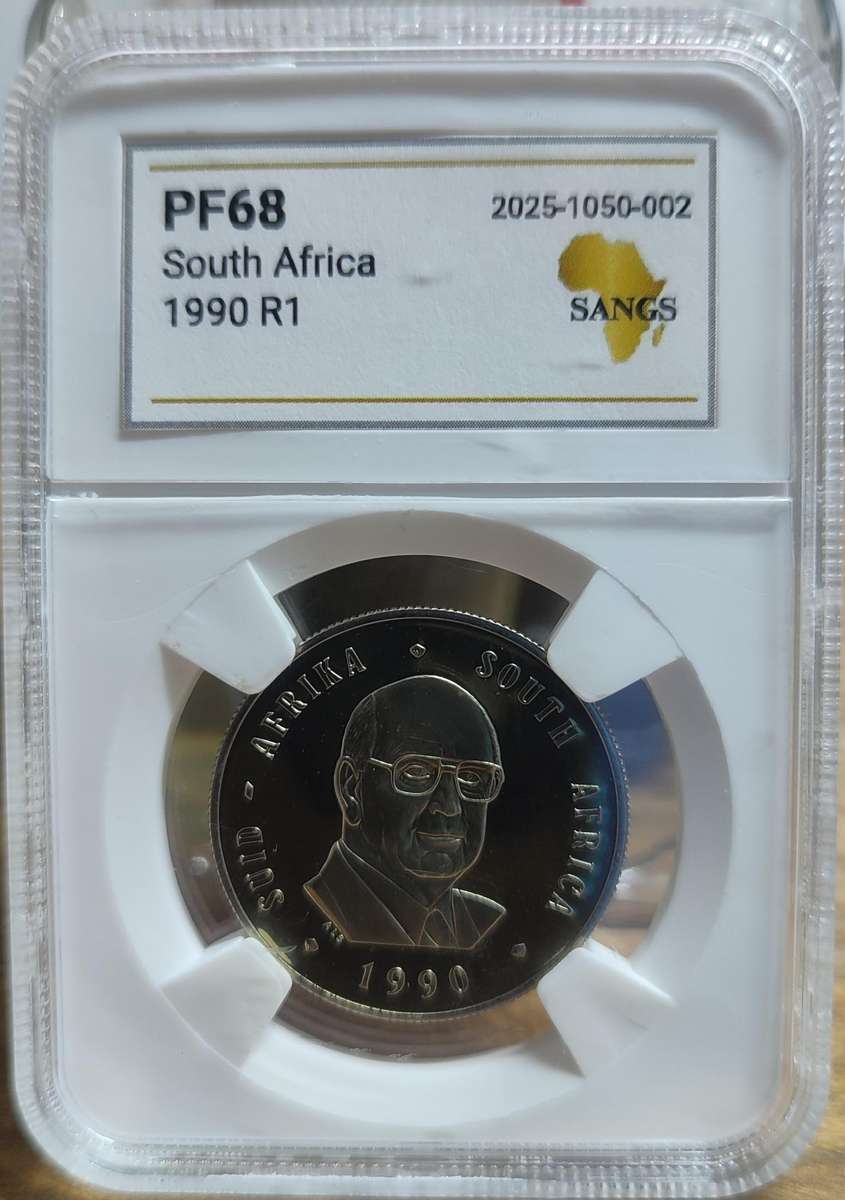 PF68
2025-1050-002
South Africa
1990 R1
SANGS
SUID - AFRIKA
SOUTH AFRICA
1990